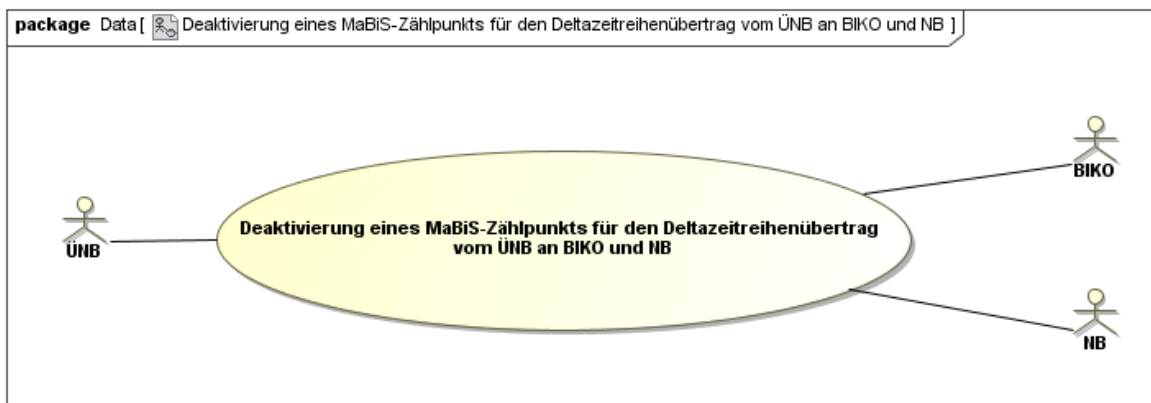 package Data [ Deaktivierung eines MaBiS-Zählpunkts für den Deltazeitreihenübertrag vom ÜNB an BIKO und NB ]
BIKO
Deaktivierung eines MaBiS-Zählpunkts für den Deltazeitreihenübertrag
vom ÜNB an BIKO und NB
ÜNB
NB